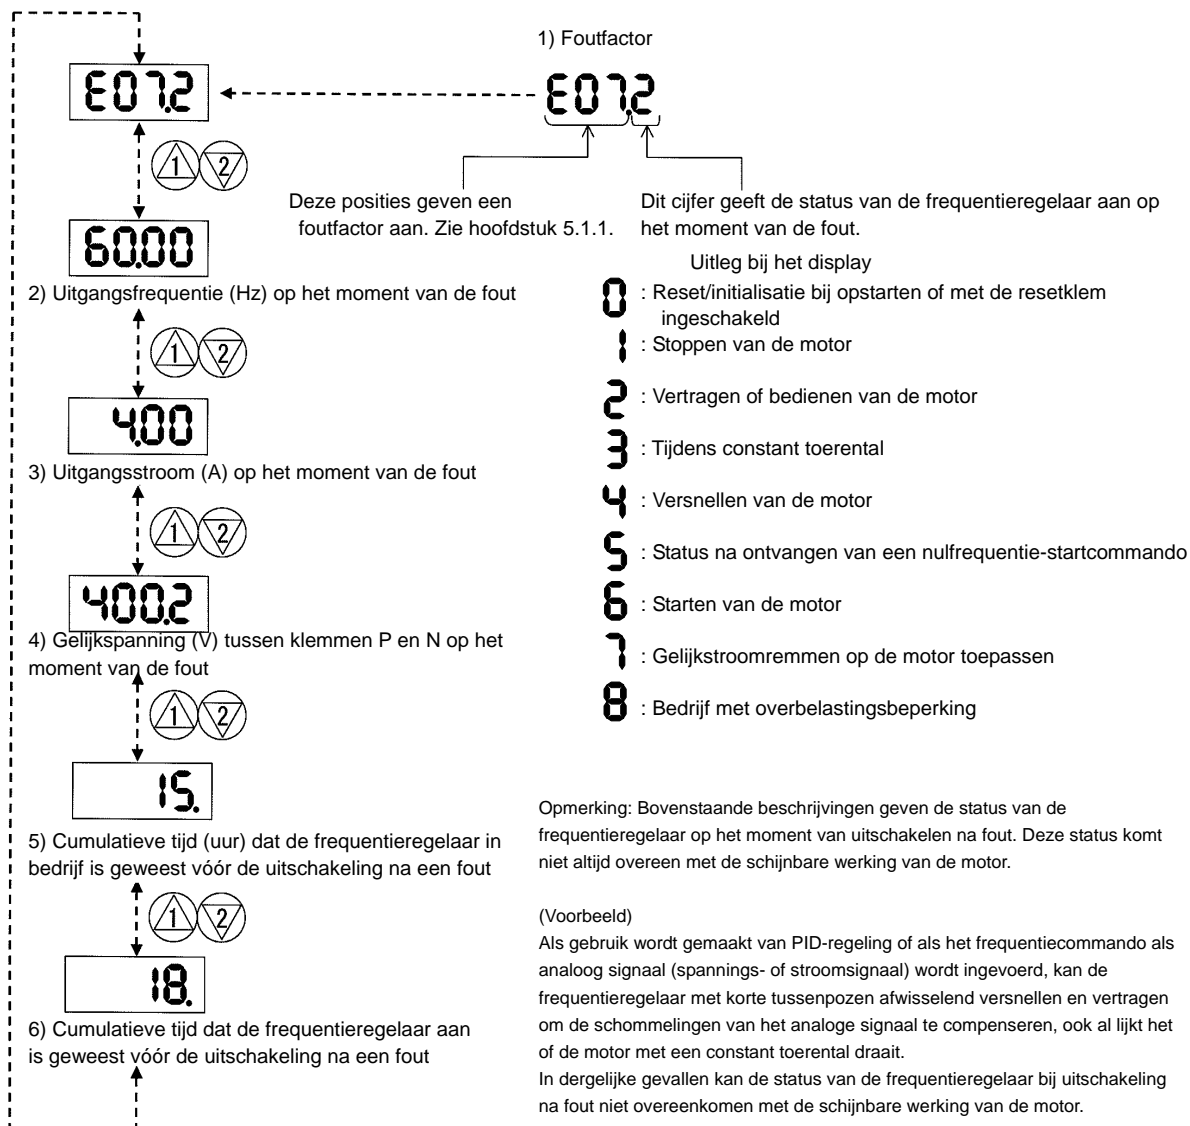 1) Foutfactor
E07.2
E07.2
1 2
Deze posities geven een
foutfactor aan. Zie hoofdstuk 5.1.1.
Dit cijfer geeft de status van de frequentieregelaar aan op
het moment van de fout.
60.00
2) Uitgangsfrequentie (Hz) op het moment van de fout
1 2
4.00
3) Uitgangsstroom (A) op het moment van de fout
1 2
400.2
4) Gelijkspanning (V) tussen klemmen P en N op het
moment van de fout
1 2
15.
5) Cumulatieve tijd (uur) dat de frequentieregelaar in
bedrijf is geweest vóór de uitschakeling na een fout
1 2
18.
6) Cumulatieve tijd dat de frequentieregelaar aan
is geweest vóór de uitschakeling na een fout
Uitleg bij het display
0 : Reset/initialisatie bij opstarten of met de resetklem
ingeschakeld
1 : Stoppen van de motor
2 : Vertragen of bedienen van de motor
3 : Tijdens constant toerental
4 : Versnellen van de motor
5 : Status na ontvangen van een nulfrequentie-startcommando
6 : Starten van de motor
7 : Gelijkstroomremmen op de motor toepassen
8 : Bedrijf met overbelastingsbeperking
Opmerking: Bovenstaande beschrijvingen geven de status van de
frequentieregelaar op het moment van uitschakelen na fout. Deze status komt
niet altijd overeen met de schijnbare werking van de motor.
(Voorbeeld)
Als gebruik wordt gemaakt van PID-regeling of als het frequentiecommando als
analoog signaal (spannings- of stroomsignaal) wordt ingevoerd, kan de
frequentieregelaar met korte tussenpozen afwisselend versnellen en vertragen
om de schommelingen van het analoge signaal te compenseren, ook al lijkt het
of de motor met een constant toerental draait.
In dergelijke gevallen kan de status van de frequentieregelaar bij uitschakeling
na fout niet overeenkomen met de schijnbare werking van de motor.